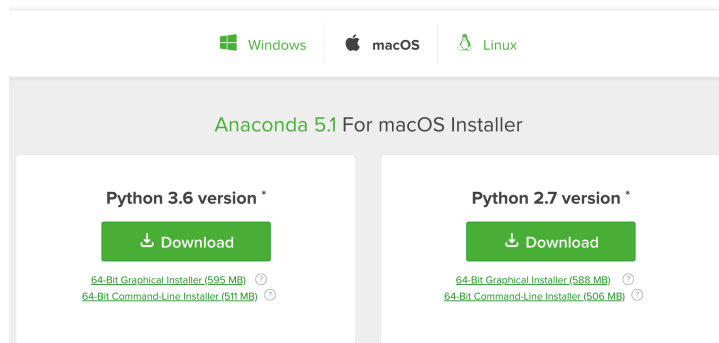 Windows macOS Linux
Anaconda 5.1 For macOS Installer
Python 3.6 version *
Download
64-Bit Graphical Installer (595 MB) ?
64-Bit Command-Line Installer (511 MB) ?
Python 2.7 version *
Download
64-Bit Graphical Installer (588 MB) ?
64-Bit Command-Line Installer (506 MB) ?